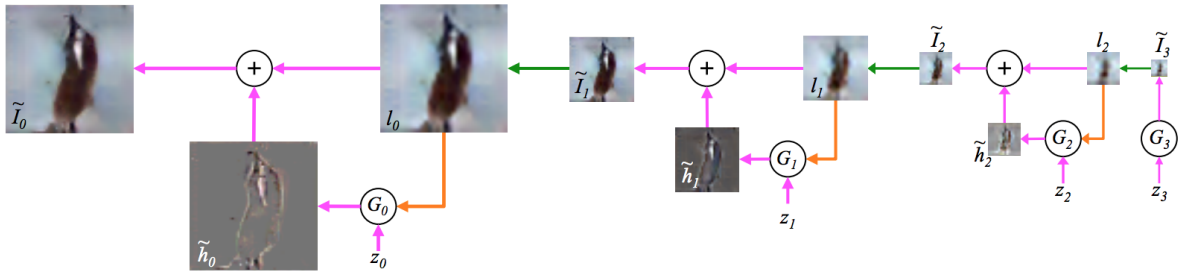 Ĩ₀
+
l₀
Ĩ₁
+
l₁
Ĩ₂
+
l₂
Ĩ₃
h̃₀
G₀
z₀
h̃₁
G₁
z₁
h̃₂
G₂
z₂
G₃
z₃